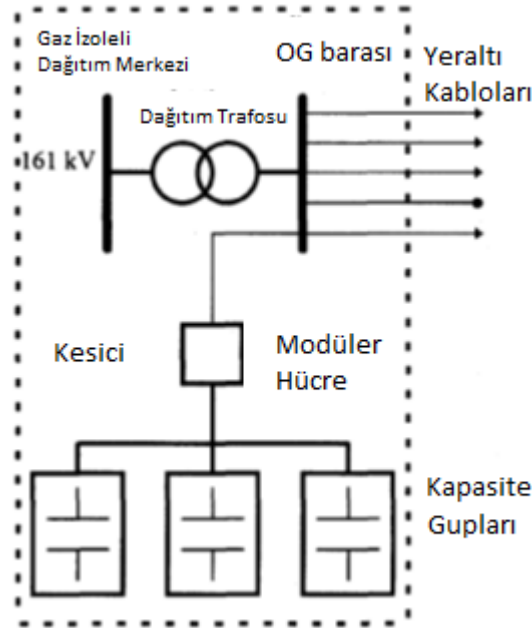 Gaz İzoleli
Dağıtım Merkezi
OG barası
Yeraltı
Kabloları
Dağıtım Trafosu
161 kV
Kesici
Modüler
Hücre
Kapasite
Gupları